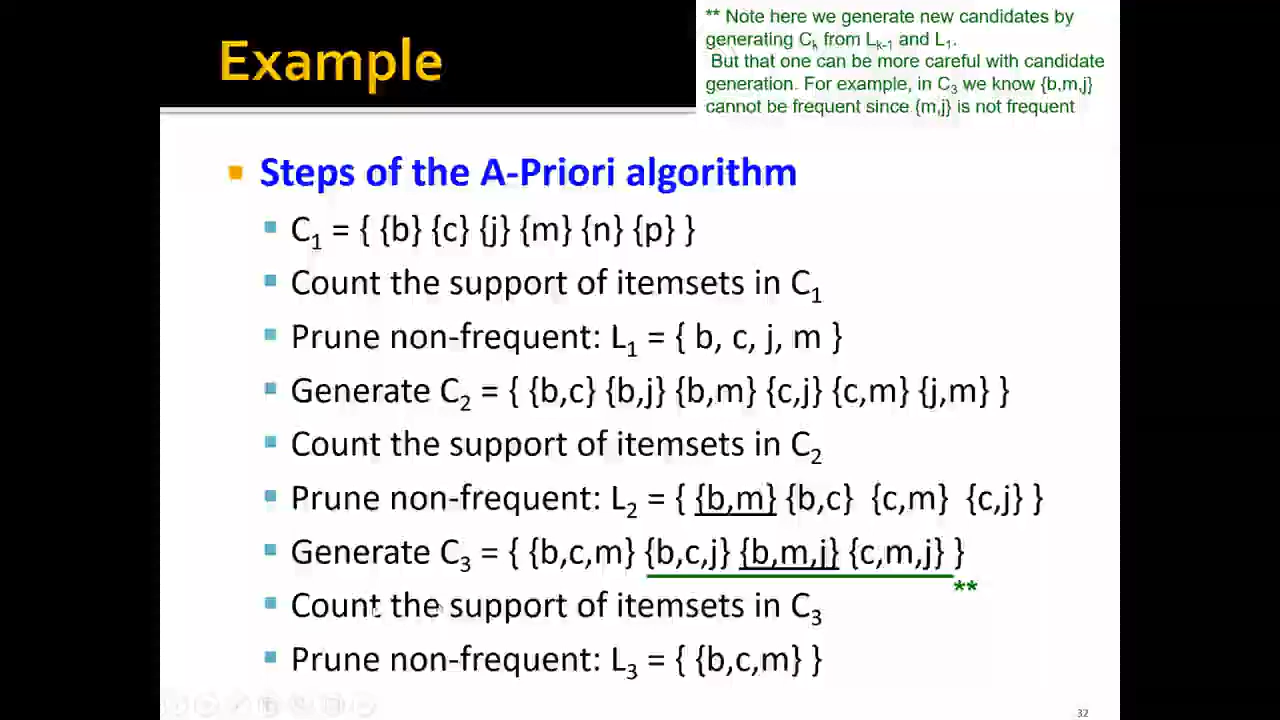 Example
** Note here we generate new candidates by
generating Ck from Lk-1 and L1.
But that one can be more careful with candidate
generation. For example, in C3 we know {b,m,j}
cannot be frequent since {m,j} is not frequent
Steps of the A-Priori algorithm
C1 = { {b} {c} {j} {m} {n} {p} }
Count the support of itemsets in C1
Prune non-frequent: L1 = { b, c, j, m }
Generate C2 = { {b,c} {b,j} {b,m} {c,j} {c,m} {j,m} }
Count the support of itemsets in C2
Prune non-frequent: L2 = { {b,m} {b,c} {c,m} {c,j} }
Generate C3 = { {b,c,m} {b,c,j} {b,m,j} {c,m,j} }
**
Count the support of itemsets in C3
Prune non-frequent: L3 = { {b,c,m} }
32